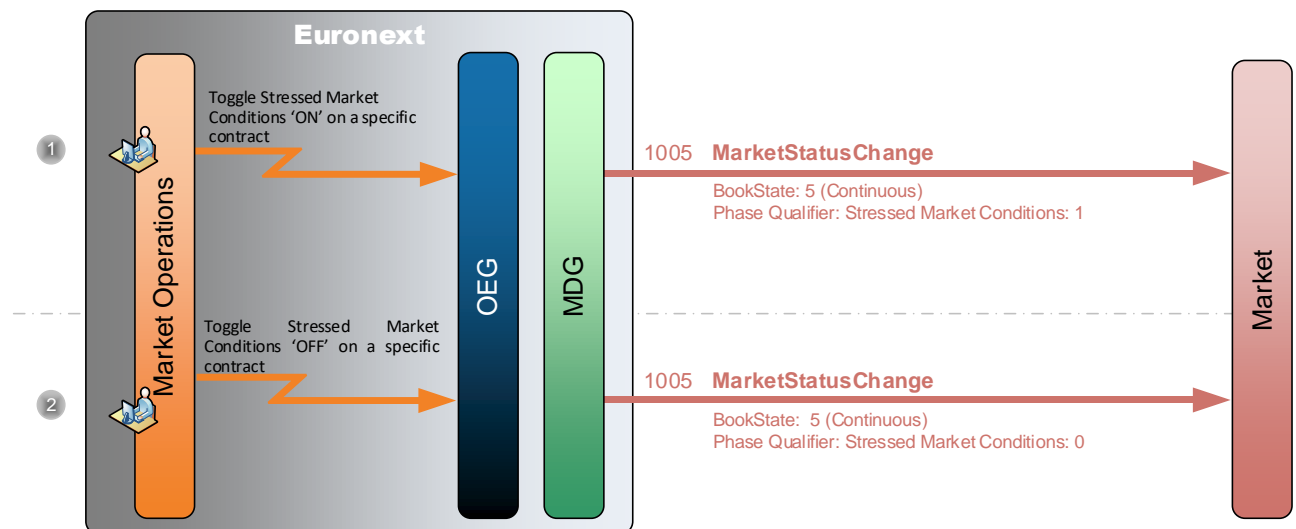 Euronext
1
Toggle Stressed Market
Conditions ‘ON’ on a specific
contract
1005 MarketStatusChange
BookState: 5 (Continuous)
Phase Qualifier: Stressed Market Conditions: 1
Market Operations
OEG
MDG
Market
2
Toggle Stressed Market
Conditions ‘OFF’ on a specific
contract
1005 MarketStatusChange
BookState: 5 (Continuous)
Phase Qualifier: Stressed Market Conditions: 0